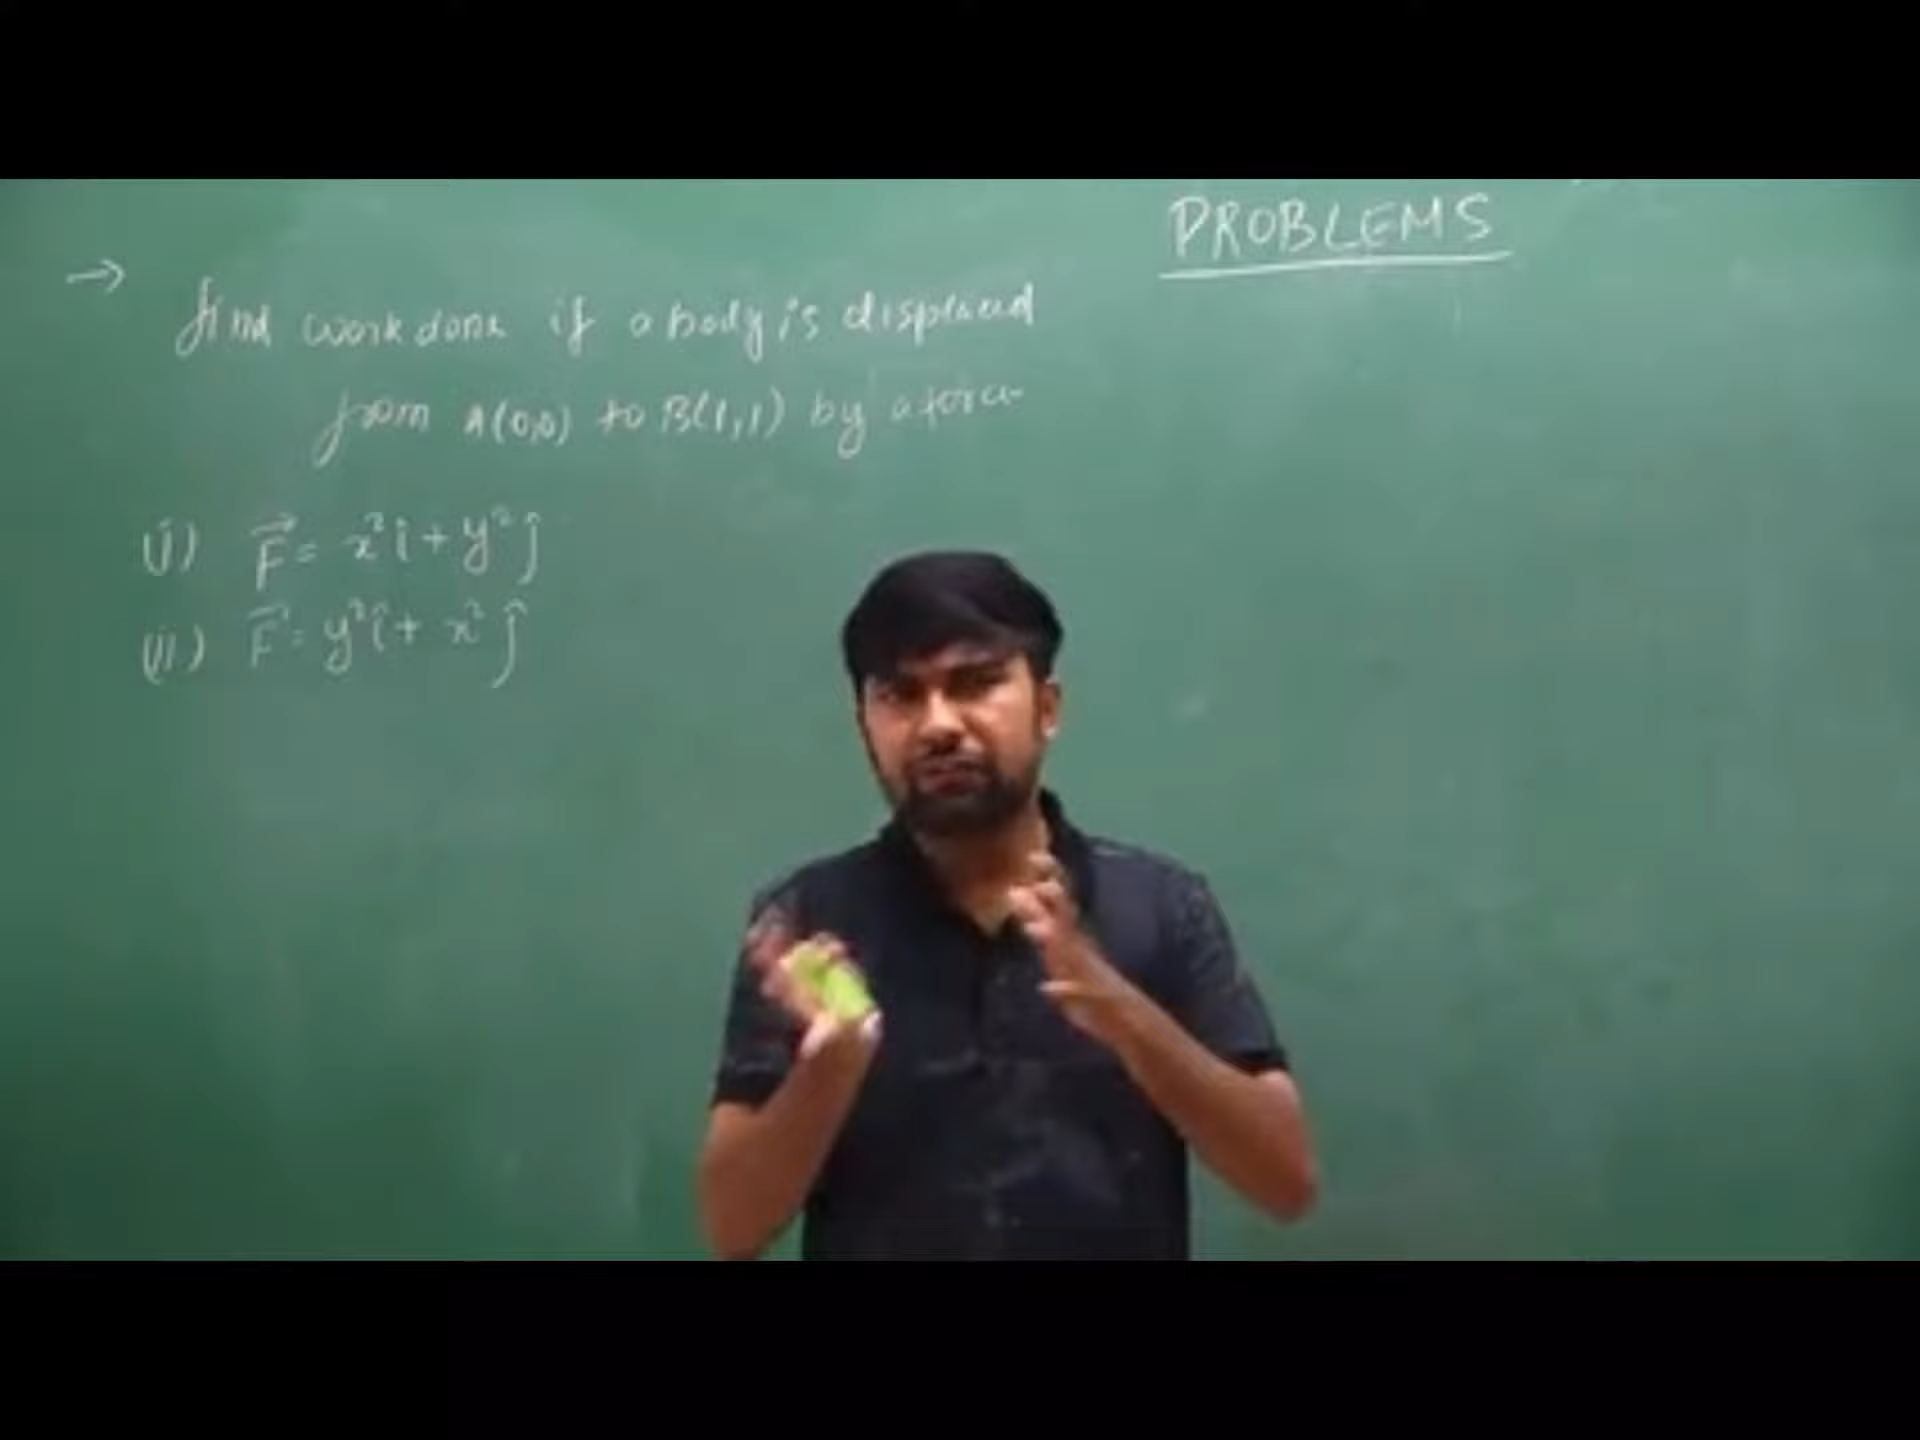 PROBLEMS
→ find work done if a body is displaced
from A(0,0) to B(1,1) by a force
(i) F⃗ = x²î + y²ĵ
(ii) F⃗ = y²î + x²ĵ